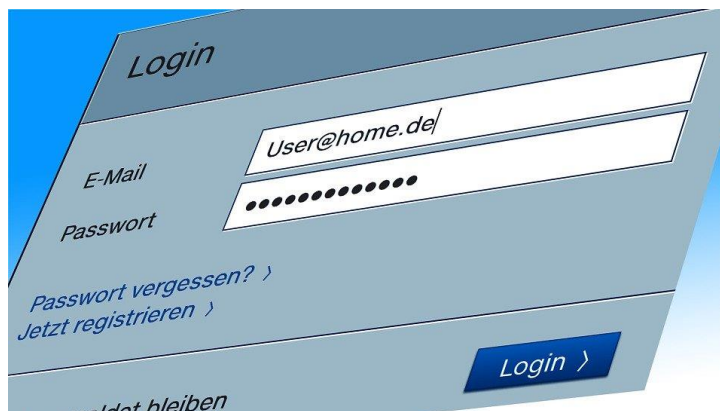 Login
E-Mail
User@home.de
Passwort
•••••••••••••
Passwort vergessen? 〉
Jetzt registrieren 〉
bleiben
Login 〉